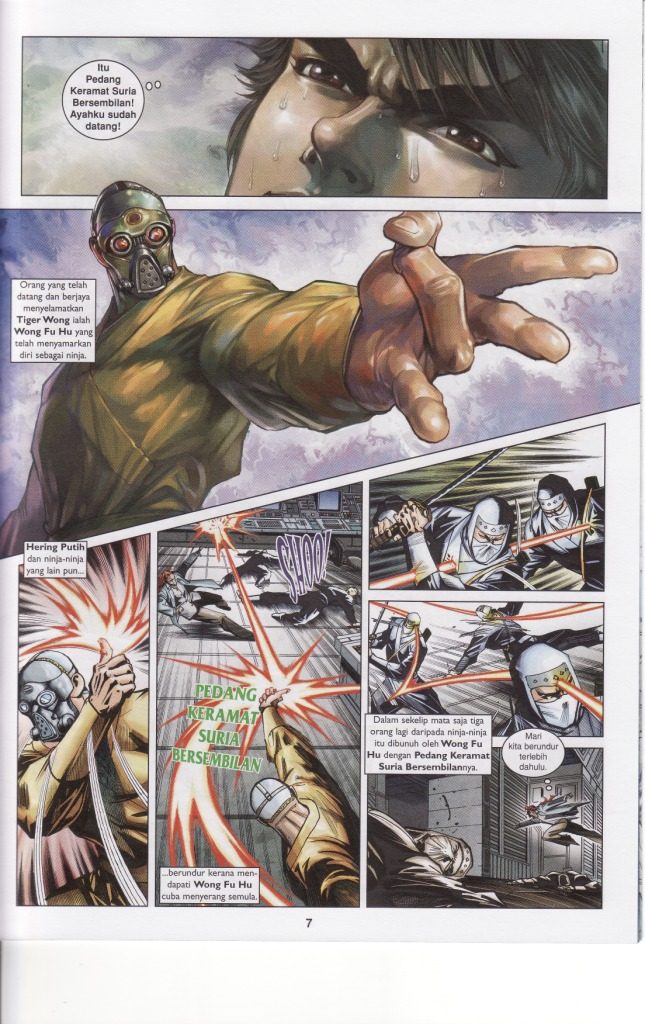 Itu
Pedang
Keramat Suria
Bersembilan!
Ayahku sudah
datang!
Orang yang telah
datang dan berjaya
menyelamatkan
Tiger Wong ialah
Wong Fu Hu yang
telah menyamarkan
diri sebagai ninja.
Hering Putih
dan ninja-ninja
yang lain pun...
SHOO!
PEDANG
KERAMAT
SURIA
BERSEMBILAN
...berundur kerana men-
dapati Wong Fu Hu
cuba menyerang semula.
Dalam sekelip mata saja tiga
orang lagi daripada ninja-ninja
itu dibunuh oleh Wong Fu
Hu dengan Pedang Keramat
Suria Bersembilannya.
Mari
kita berundur
terlebih
dahulu.
7